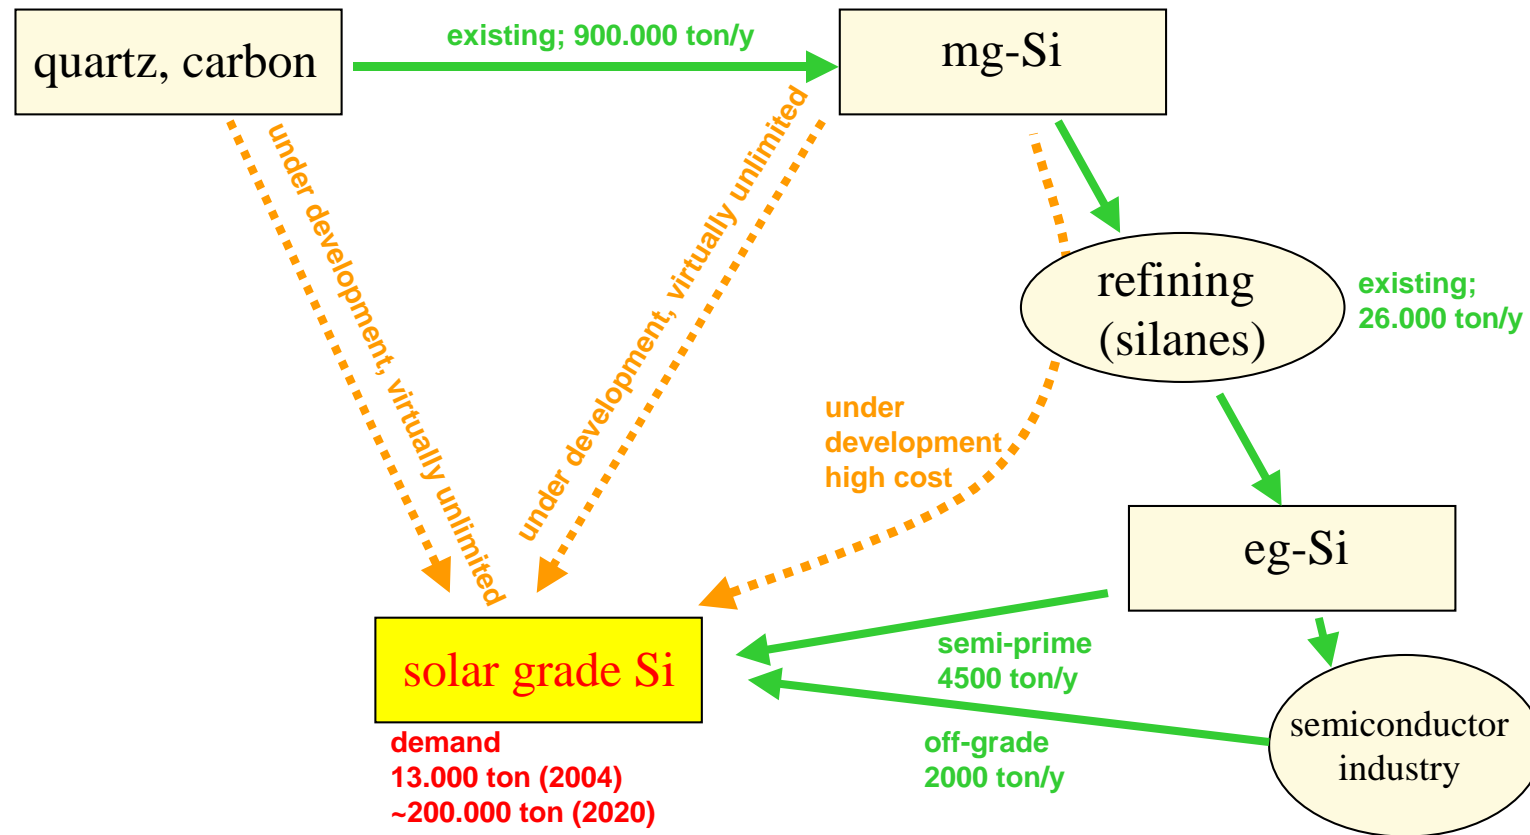 existing; 900.000 ton/y
quartz, carbon
mg-Si
under development, virtually unlimited
under development, virtually unlimited
refining
(silanes)
existing;
26.000 ton/y
under
development
high cost
eg-Si
semi-prime
4500 ton/y
solar grade Si
off-grade
2000 ton/y
semiconductor
industry
demand
13.000 ton (2004)
~200.000 ton (2020)